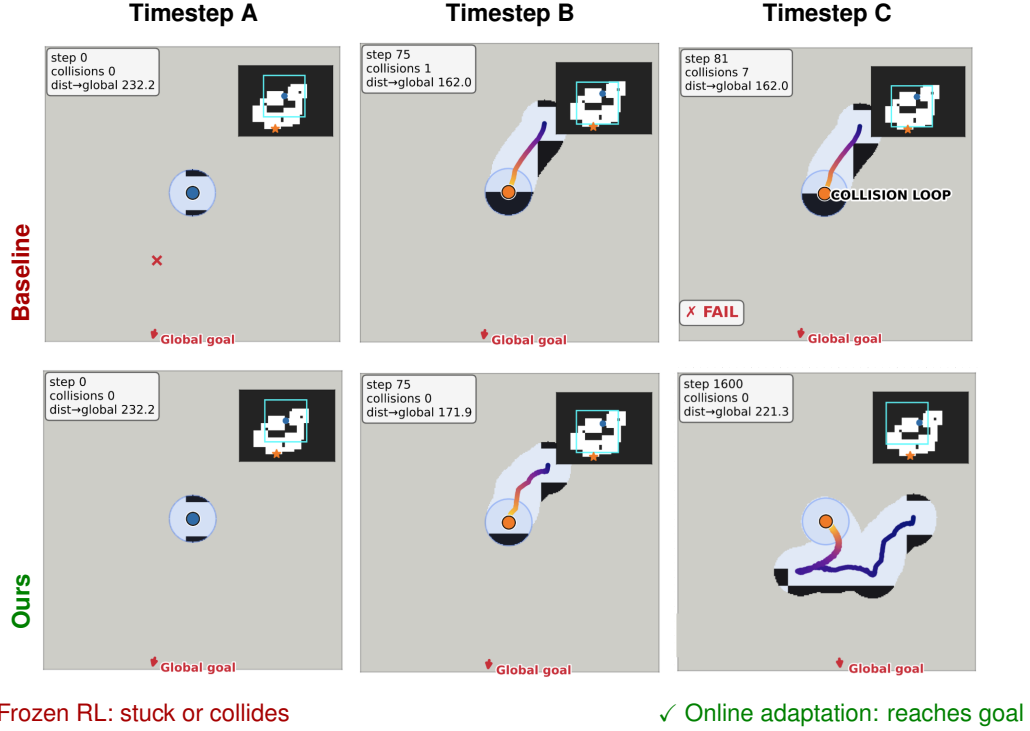 Timestep A
Timestep B
Timestep C
Baseline
step 0
collisions 0
dist→global 232.2
Global goal
step 75
collisions 1
dist→global 162.0
Global goal
step 81
collisions 7
dist→global 162.0
COLLISION LOOP
✗ FAIL
Global goal
Ours
step 0
collisions 0
dist→global 232.2
Global goal
step 75
collisions 0
dist→global 171.9
Global goal
step 1600
collisions 0
dist→global 221.3
Global goal
Frozen RL: stuck or collides
✓ Online adaptation: reaches goal